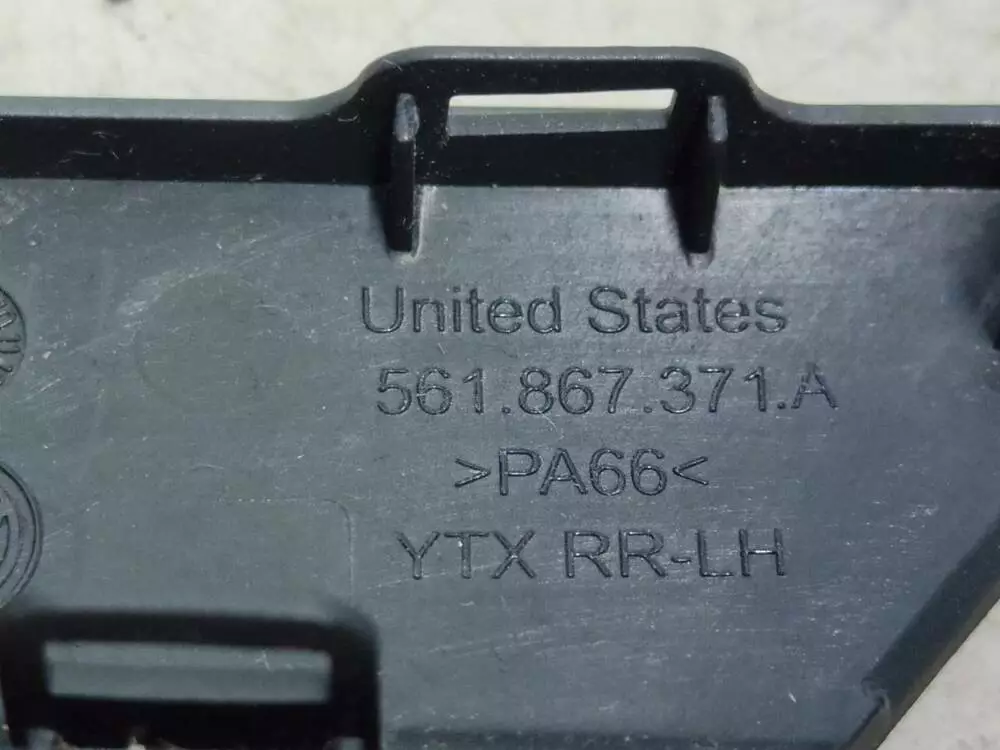 United States
561.867.371.A
>PA66<
YTX RR-LH